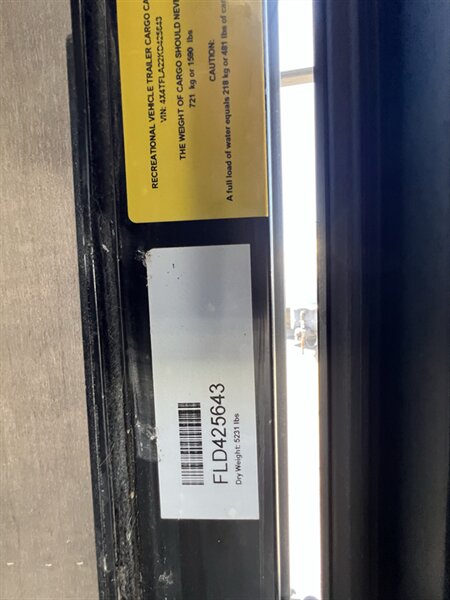 RECREATIONAL VEHICLE TRAILER CARGO CA
VIN: 4X4TFLA22KD425643
THE WEIGHT OF CARGO SHOULD NEVE
721 kg or 1590 lbs
CAUTION:
A full load of water equals 218 kg or 481 lbs of car
FLD425643
Dry Weight: 5231 lbs